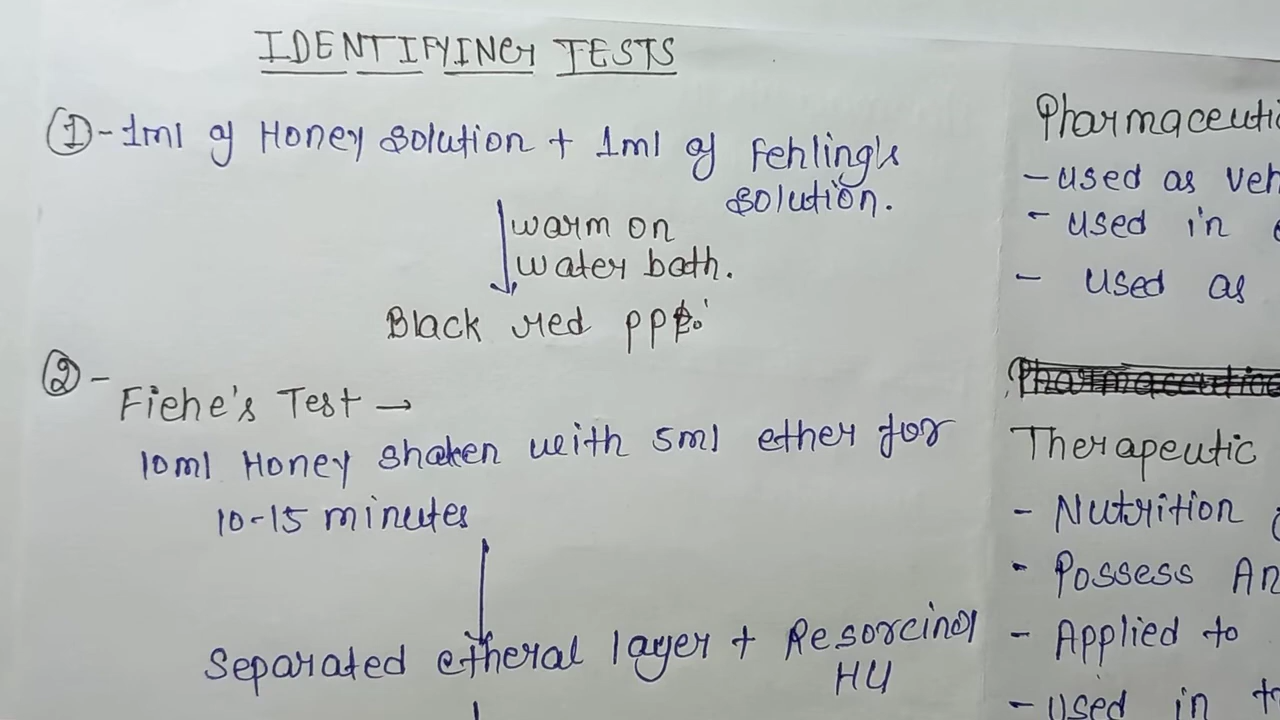 IDENTIFYING TESTS
① - 1ml of Honey solution + 1ml of Fehling's
solution.
warm on
water bath.
Black red ppt.
② -
Fiehe's Test →
10ml Honey shaken with 5ml ether for
10-15 minutes
Separated etheral layer + Resorcinol
HCl
Pharmaceutic
- used as veh
- used in
- used as
Therapeutic
- Nutrition
- Possess An
- Applied to
- used in t